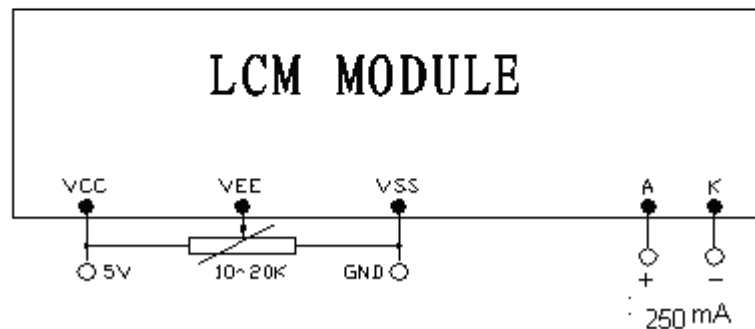 LCM MODULE
VCC VEE VSS A K
5V 10~20K GND + -
: 250 mA